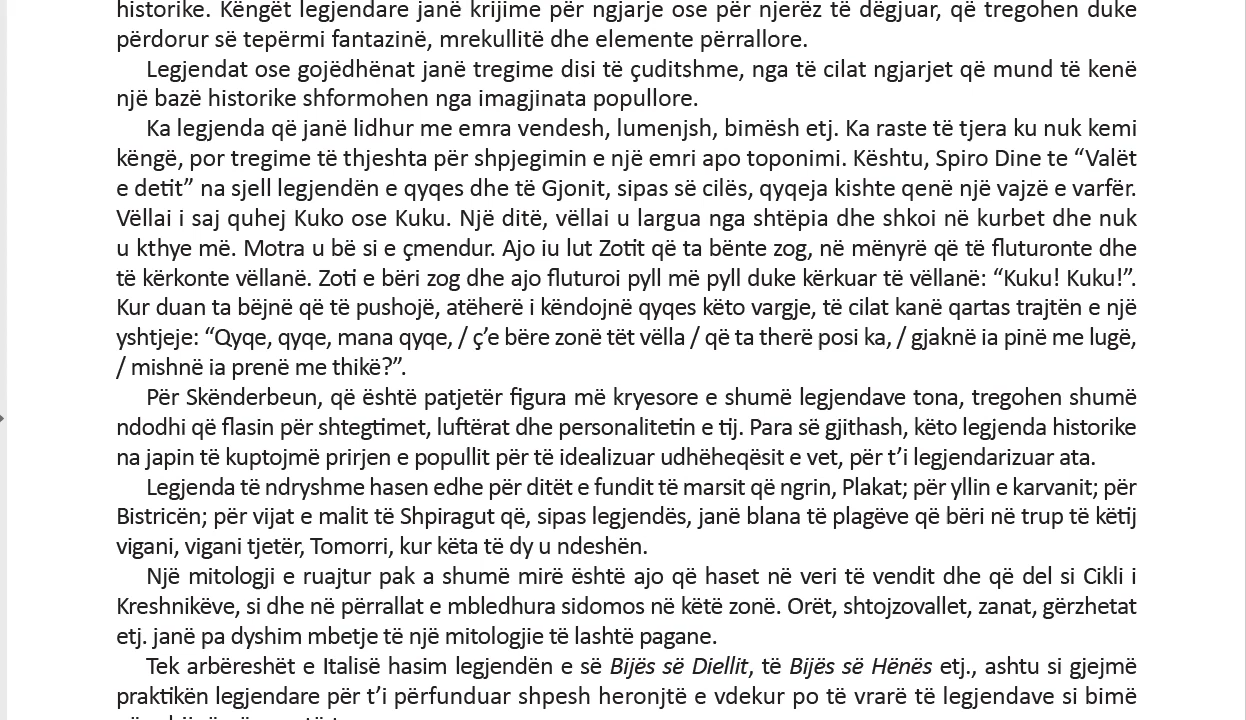 historike. Këngët legjendare janë krijime për ngjarje ose për njerëz të dëgjuar, që tregohen duke
përdorur së tepërmi fantazinë, mrekullitë dhe elemente përrallore.
Legjendat ose gojëdhënat janë tregime disi të çuditshme, nga të cilat ngjarjet që mund të kenë
një bazë historike shformohen nga imagjinata popullore.
Ka legjenda që janë lidhur me emra vendesh, lumenjsh, bimësh etj. Ka raste të tjera ku nuk kemi
këngë, por tregime të thjeshta për shpjegimin e një emri apo toponimi. Kështu, Spiro Dine te “Valët
e detit” na sjell legjendën e qyqes dhe të Gjonit, sipas së cilës, qyqeja kishte qenë një vajzë e varfër.
Vëllai i saj quhej Kuko ose Kuku. Një ditë, vëllai u largua nga shtëpia dhe shkoi në kurbet dhe nuk
u kthye më. Motra u bë si e çmendur. Ajo iu lut Zotit që ta bënte zog, në mënyrë që të fluturonte dhe
të kërkonte vëllanë. Zoti e bëri zog dhe ajo fluturoi pyll më pyll duke kërkuar të vëllanë: “Kuku! Kuku!”.
Kur duan ta bëjnë që të pushojë, atëherë i këndojnë qyqes këto vargje, të cilat kanë qartas trajtën e një
yshtjeje: “Qyqe, qyqe, mana qyqe, / ç’e bëre zonë tët vëlla / që ta therë posi ka, / gjaknë ia pinë me lugë,
/ mishnë ia prenë me thikë?”.
Për Skënderbeun, që është patjetër figura më kryesore e shumë legjendave tona, tregohen shumë
ndodhi që flasin për shtegtimet, luftërat dhe personalitetin e tij. Para së gjithash, këto legjenda historike
na japin të kuptojmë prirjen e popullit për të idealizuar udhëheqësit e vet, për t’i legjendarizuar ata.
Legjenda të ndryshme hasen edhe për ditët e fundit të marsit që ngrin, Plakat; për yllin e karvanit; për
Bistricën; për vijat e malit të Shpiragut që, sipas legjendës, janë blana të plagëve që bëri në trup të këtij
vigani, vigani tjetër, Tomorri, kur këta të dy u ndeshën.
Një mitologji e ruajtur pak a shumë mirë është ajo që haset në veri të vendit dhe që del si Cikli i
Kreshnikëve, si dhe në përrallat e mbledhura sidomos në këtë zonë. Orët, shtojzovallet, zanat, gërzhetat
etj. janë pa dyshim mbetje të një mitologjie të lashtë pagane.
Tek arbëreshët e Italisë hasim legjendën e së Bijës së Diellit, të Bijës së Hënës etj., ashtu si gjejmë
praktikën legjendare për t’i përfunduar shpesh heronjtë e vdekur po të vrarë të legjendave si bimë